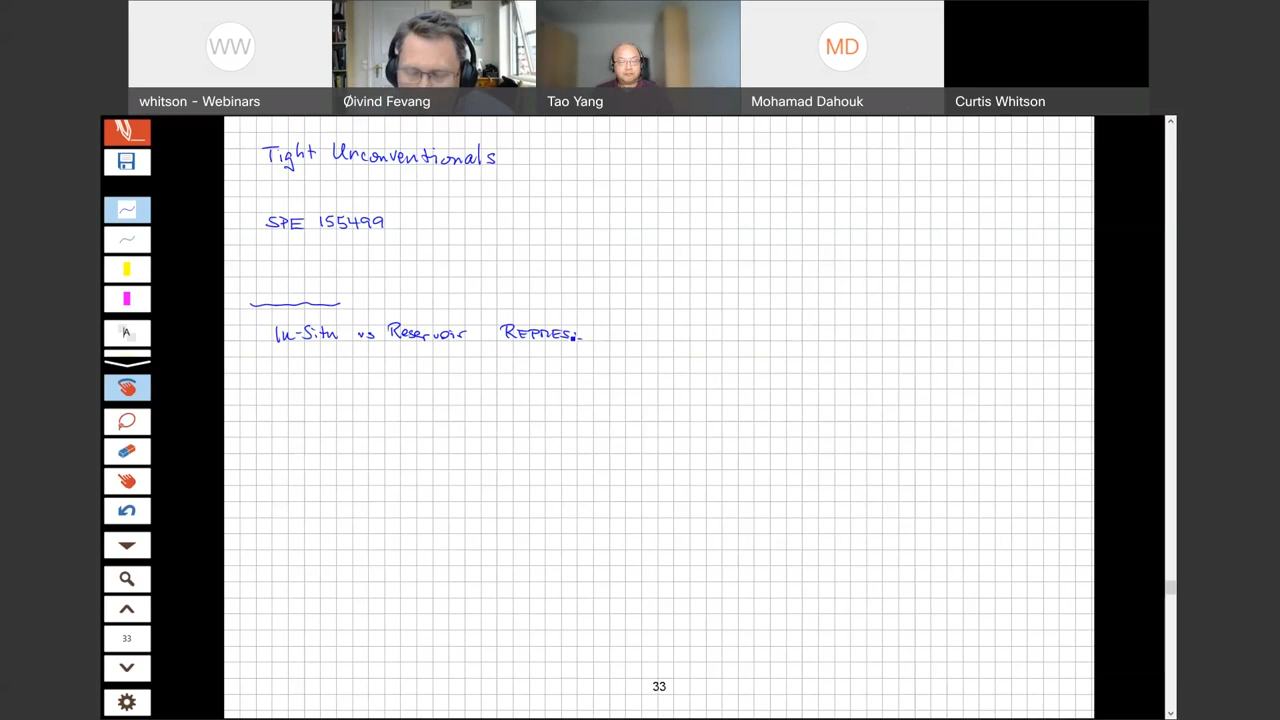 WW
MD
whitson - Webinars
Øivind Fevang
Tao Yang
Mohamad Dahouk
Curtis Whitson
Tight Unconventionals
SPE 155499
In-Situ vs Reservoir
A
33
33